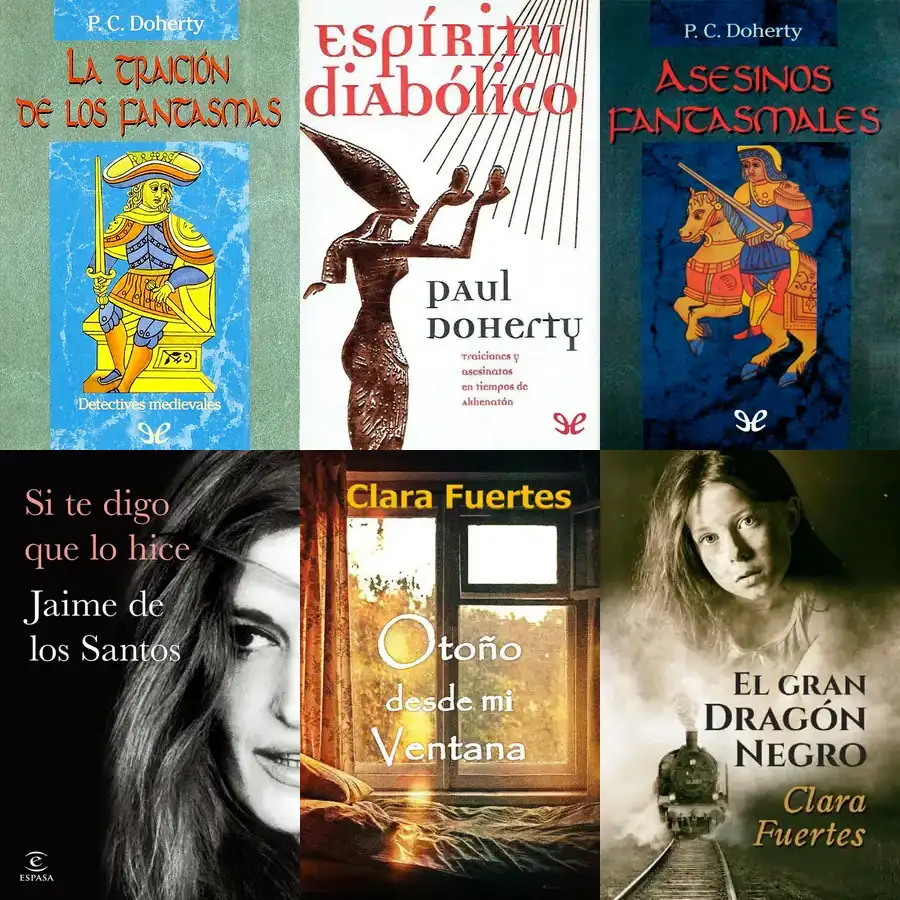 P. C. Doherty
La traición
de los fantasmas
Detectives medievales
espíritu
diabólico
paul
doherty
traiciones y
asesinatos
en tiempos de
akhenatón
P. C. Doherty
Asesinos
fantasmales
Si te digo
que lo hice
Jaime de
los Santos
ESPASA
Clara Fuertes
Otoño
desde mi
Ventana
EL GRAN
DRAGÓN
NEGRO
Clara
Fuertes